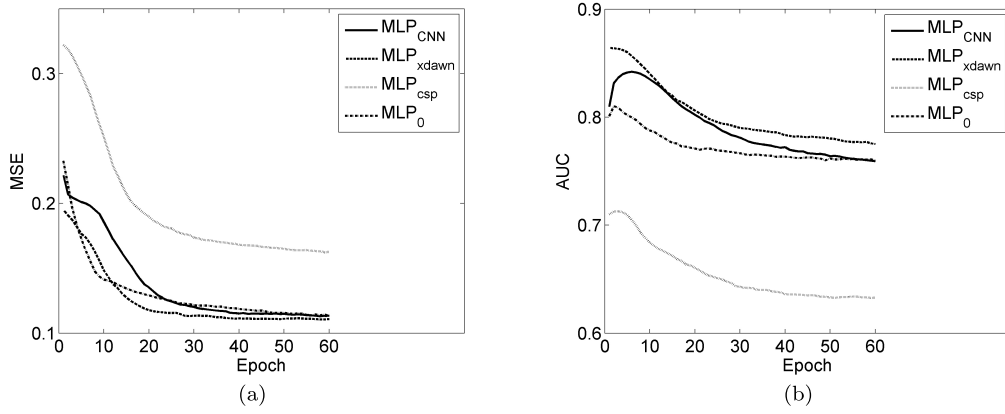 MSE
0.3
0.2
0.1
0 10 20 30 40 50 60
Epoch
MLP_CNN
MLP_xdawn
MLP_csp
MLP_0
(a)
AUC
0.9
0.8
0.7
0.6
0 10 20 30 40 50 60
Epoch
MLP_CNN
MLP_xdawn
MLP_csp
MLP_0
(b)